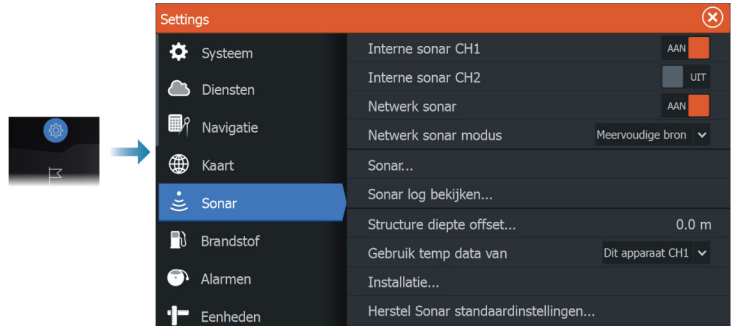 Settings
Systeem
Diensten
Navigatie
Kaart
Sonar
Brandstof
Alarmen
Eenheden
Interne sonar CH1 AAN
Interne sonar CH2 UIT
Netwerk sonar AAN
Netwerk sonar modus Meervoudige bron
Sonar...
Sonar log bekijken...
Structure diepte offset... 0.0 m
Gebruik temp data van Dit apparaat CH1
Installatie...
Herstel Sonar standaardinstellingen...